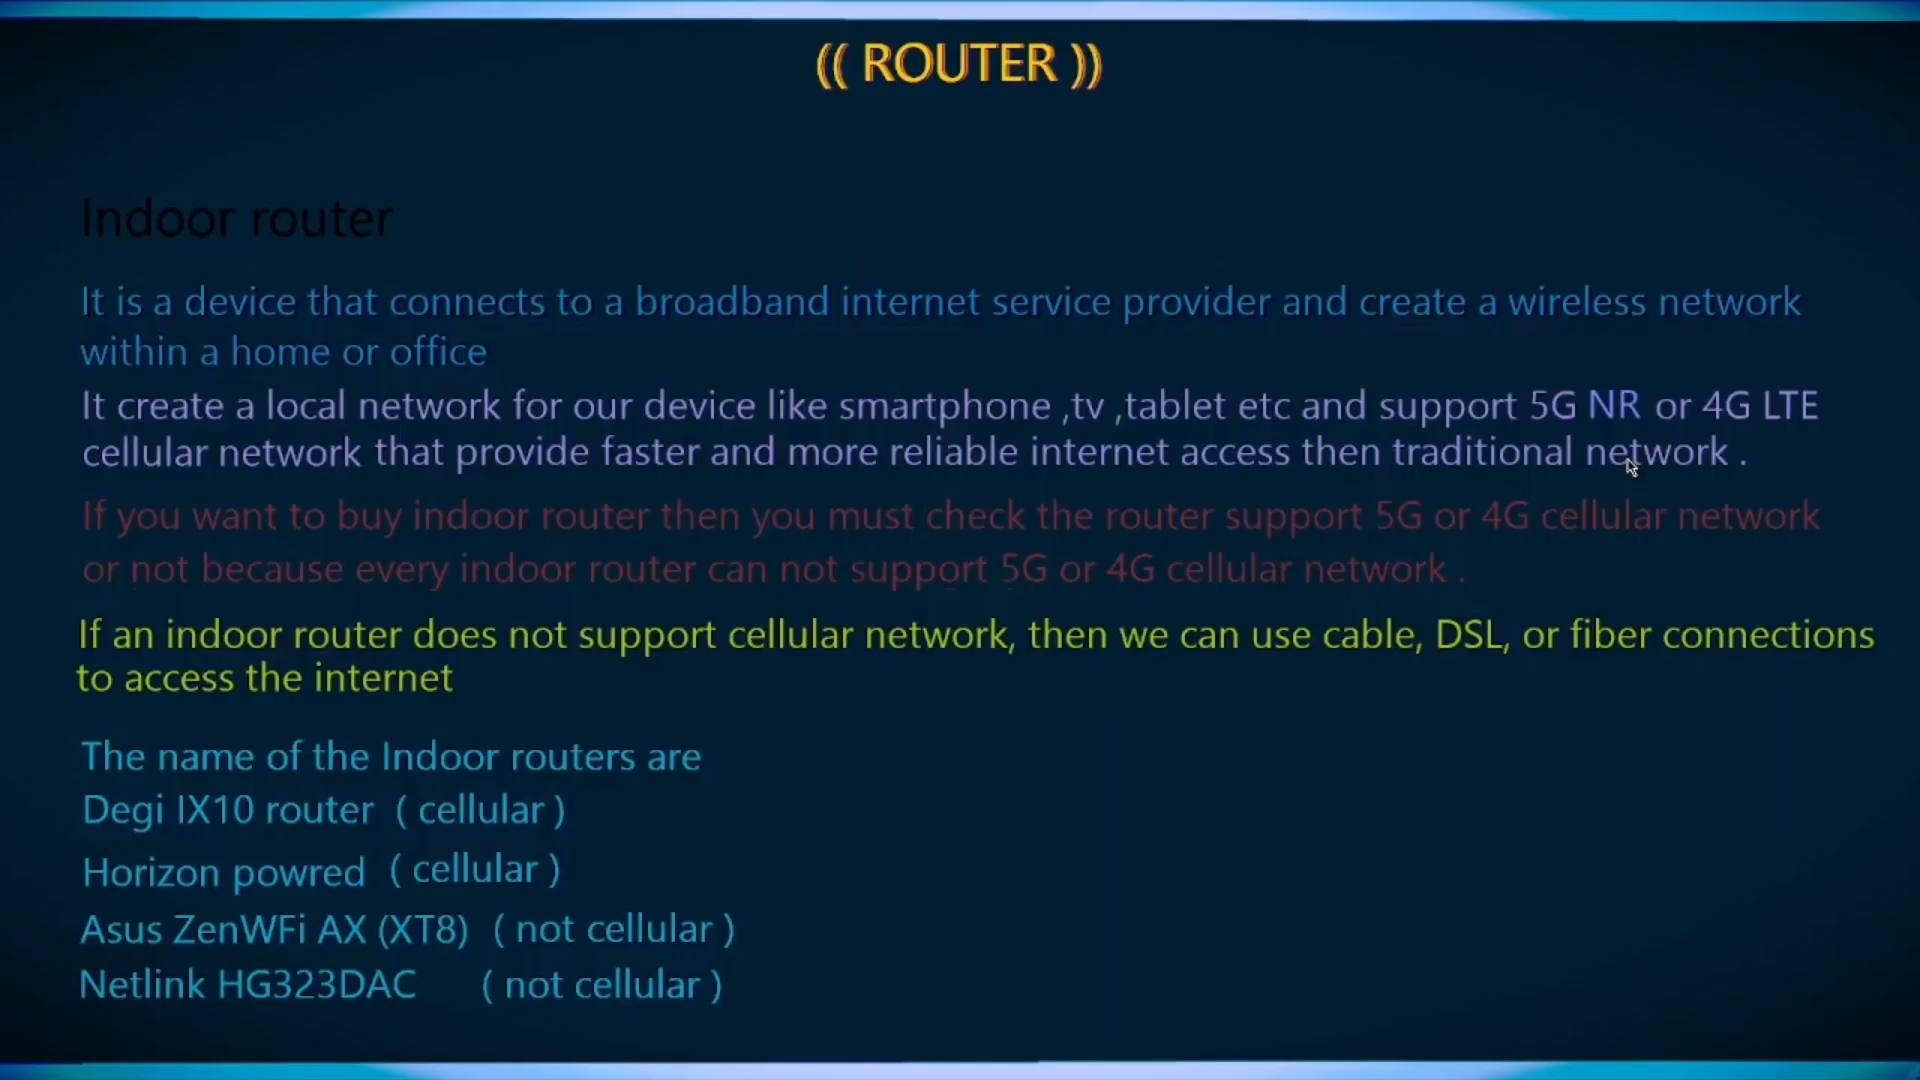 (( ROUTER ))
Indoor router
It is a device that connects to a broadband internet service provider and create a wireless network
within a home or office
It create a local network for our device like smartphone ,tv ,tablet etc and support 5G NR or 4G LTE
cellular network that provide faster and more reliable internet access then traditional network .
If you want to buy indoor router then you must check the router support 5G or 4G cellular network
or not because every indoor router can not support 5G or 4G cellular network .
If an indoor router does not support cellular network, then we can use cable, DSL, or fiber connections
to access the internet
The name of the Indoor routers are
Degi IX10 router ( cellular )
Horizon powred ( cellular )
Asus ZenWFi AX (XT8) ( not cellular )
Netlink HG323DAC ( not cellular )